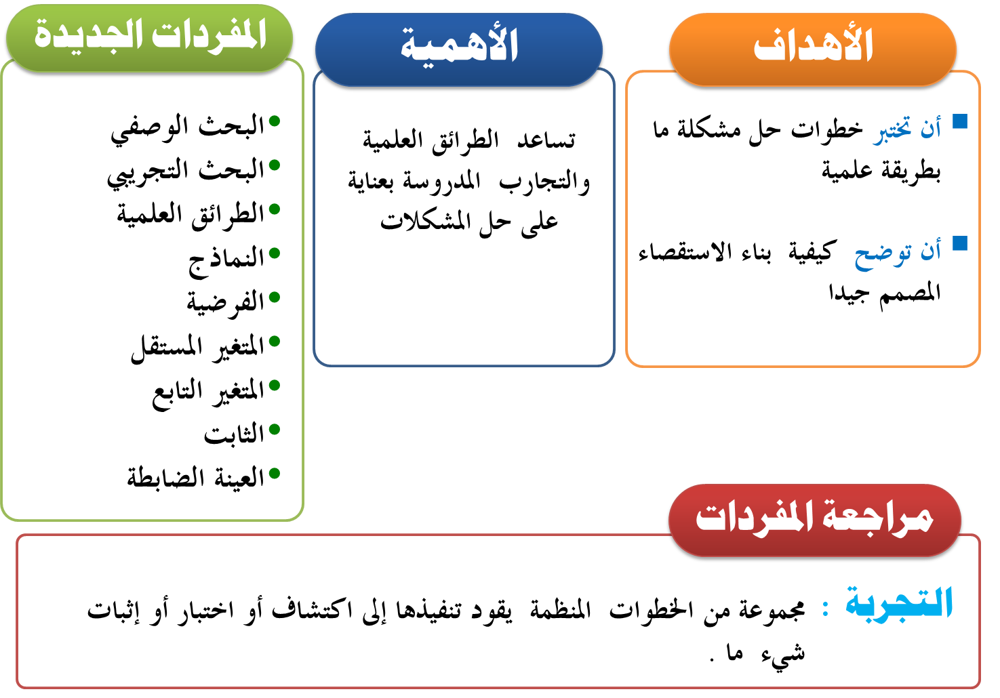 الأهداف
أن تختبر خطوات حل مشكلة ما
بطريقة علمية
أن توضح كيفية بناء الاستقصاء
المصمم جيدا
الأهمية
تساعد الطرائق العلمية
والتجارب المدروسة بعناية
على حل المشكلات
المفردات الجديدة
البحث الوصفي
البحث التجريبي
الطرائق العلمية
النماذج
الفرضية
المتغير المستقل
المتغير التابع
الثابت
العينة الضابطة
مراجعة المفردات
التجربة : مجموعة من الخطوات المنظمة يقود تنفيذها إلى اكتشاف أو اختبار أو إثبات
شيء ما .